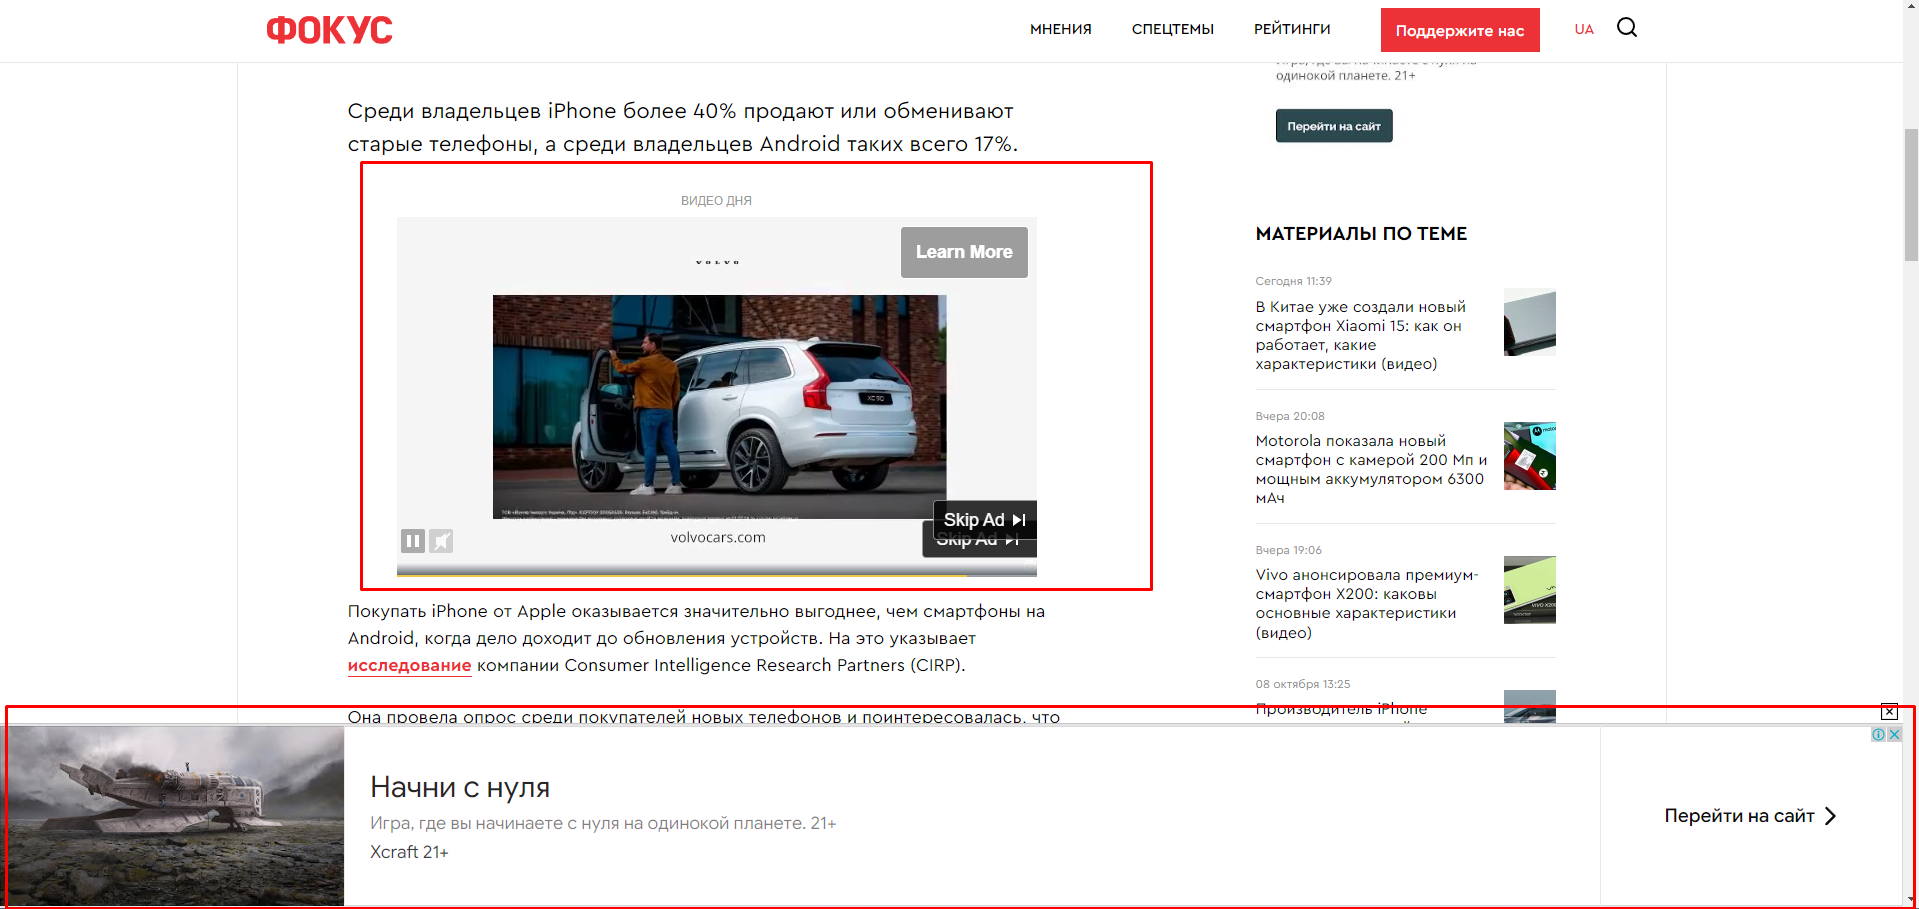 ФОКУС
МНЕНИЯ
СПЕЦТЕМЫ
РЕЙТИНГИ
Поддержите нас
UA
одинокой планете. 21+
Перейти на сайт
Среди владельцев iPhone более 40% продают или обменивают
старые телефоны, а среди владельцев Android таких всего 17%.
ВИДЕО ДНЯ
Learn More
VOLVO
XC90
Skip Ad
Skip Ad
volvocars.com
Покупать iPhone от Apple оказывается значительно выгоднее, чем смартфоны на
Android, когда дело доходит до обновления устройств. На это указывает
исследование компании Consumer Intelligence Research Partners (CIRP).
Она провела опрос среди покупателей новых телефонов и поинтересовалась, что
МАТЕРИАЛЫ ПО ТЕМЕ
Сегодня 11:39
В Китае уже создали новый
смартфон Xiaomi 15: как он
работает, какие
характеристики (видео)
Вчера 20:08
Motorola показала новый
смартфон с камерой 200 Мп и
мощным аккумулятором 6300
мАч
Вчера 19:06
Vivo анонсировала премиум-
смартфон X200: каковы
основные характеристики
(видео)
08 октября 13:25
Производитель iPhone
Начни с нуля
Игра, где вы начинаете с нуля на одинокой планете. 21+
Xcraft 21+
Перейти на сайт